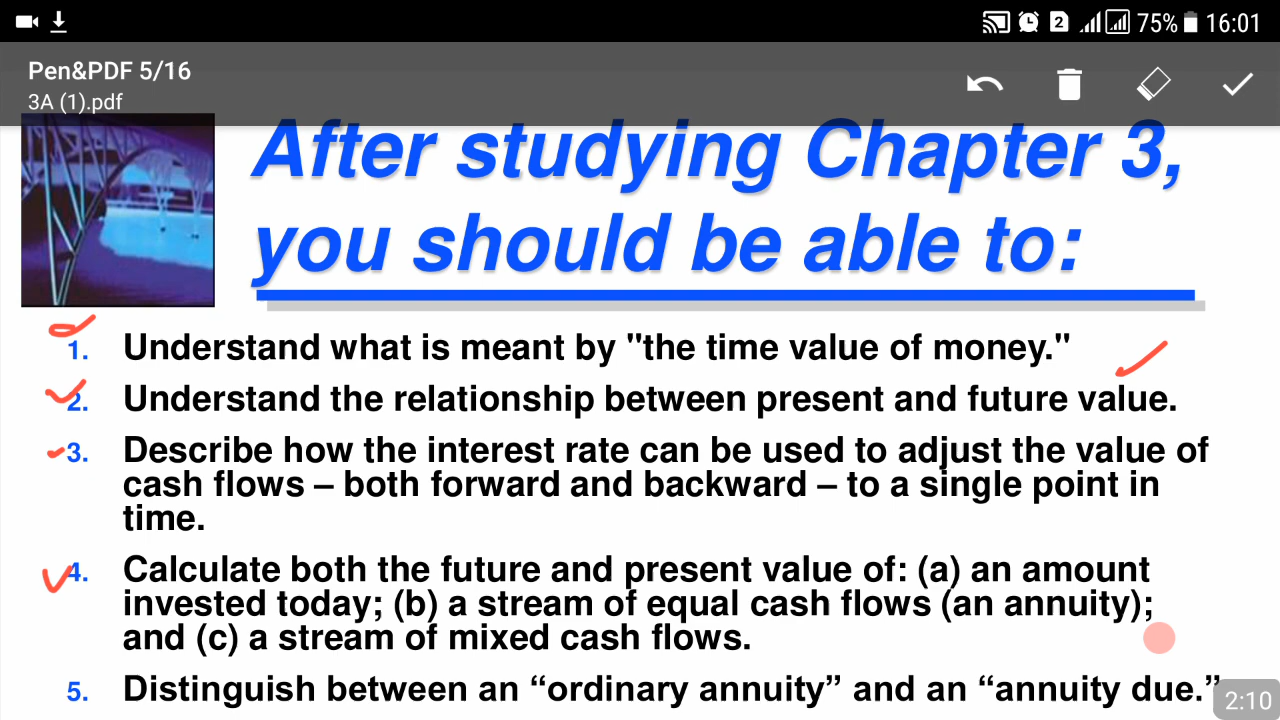 2 75% 16:01
Pen&PDF 5/16
3A (1).pdf
After studying Chapter 3,
you should be able to:
1. Understand what is meant by "the time value of money."
2. Understand the relationship between present and future value.
3. Describe how the interest rate can be used to adjust the value of
cash flows – both forward and backward – to a single point in
time.
4. Calculate both the future and present value of: (a) an amount
invested today; (b) a stream of equal cash flows (an annuity);
and (c) a stream of mixed cash flows.
5. Distinguish between an “ordinary annuity” and an “annuity due.”
2:10